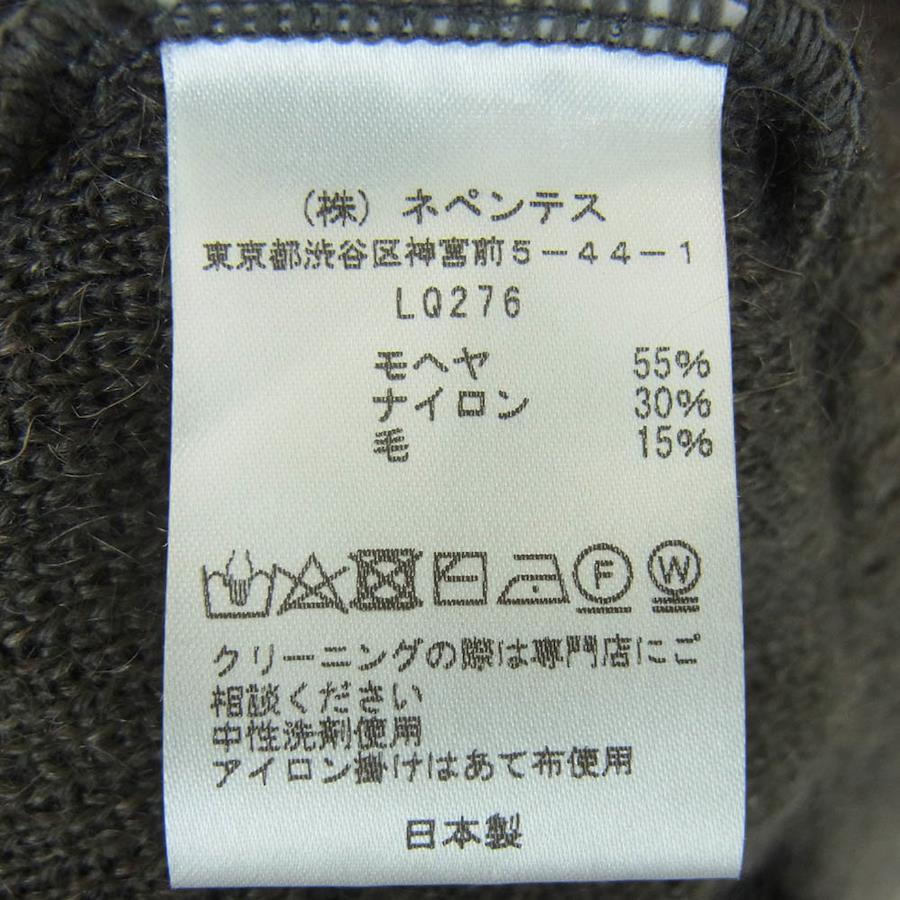 (株) ネペンテス
東京都渋谷区神宮前5-44-1
LQ276
モヘヤ 55%
ナイロン 30%
毛 15%
F W
クリーニングの際は専門店にご
相談ください
中性洗剤使用
アイロン掛けはあて布使用
日本製